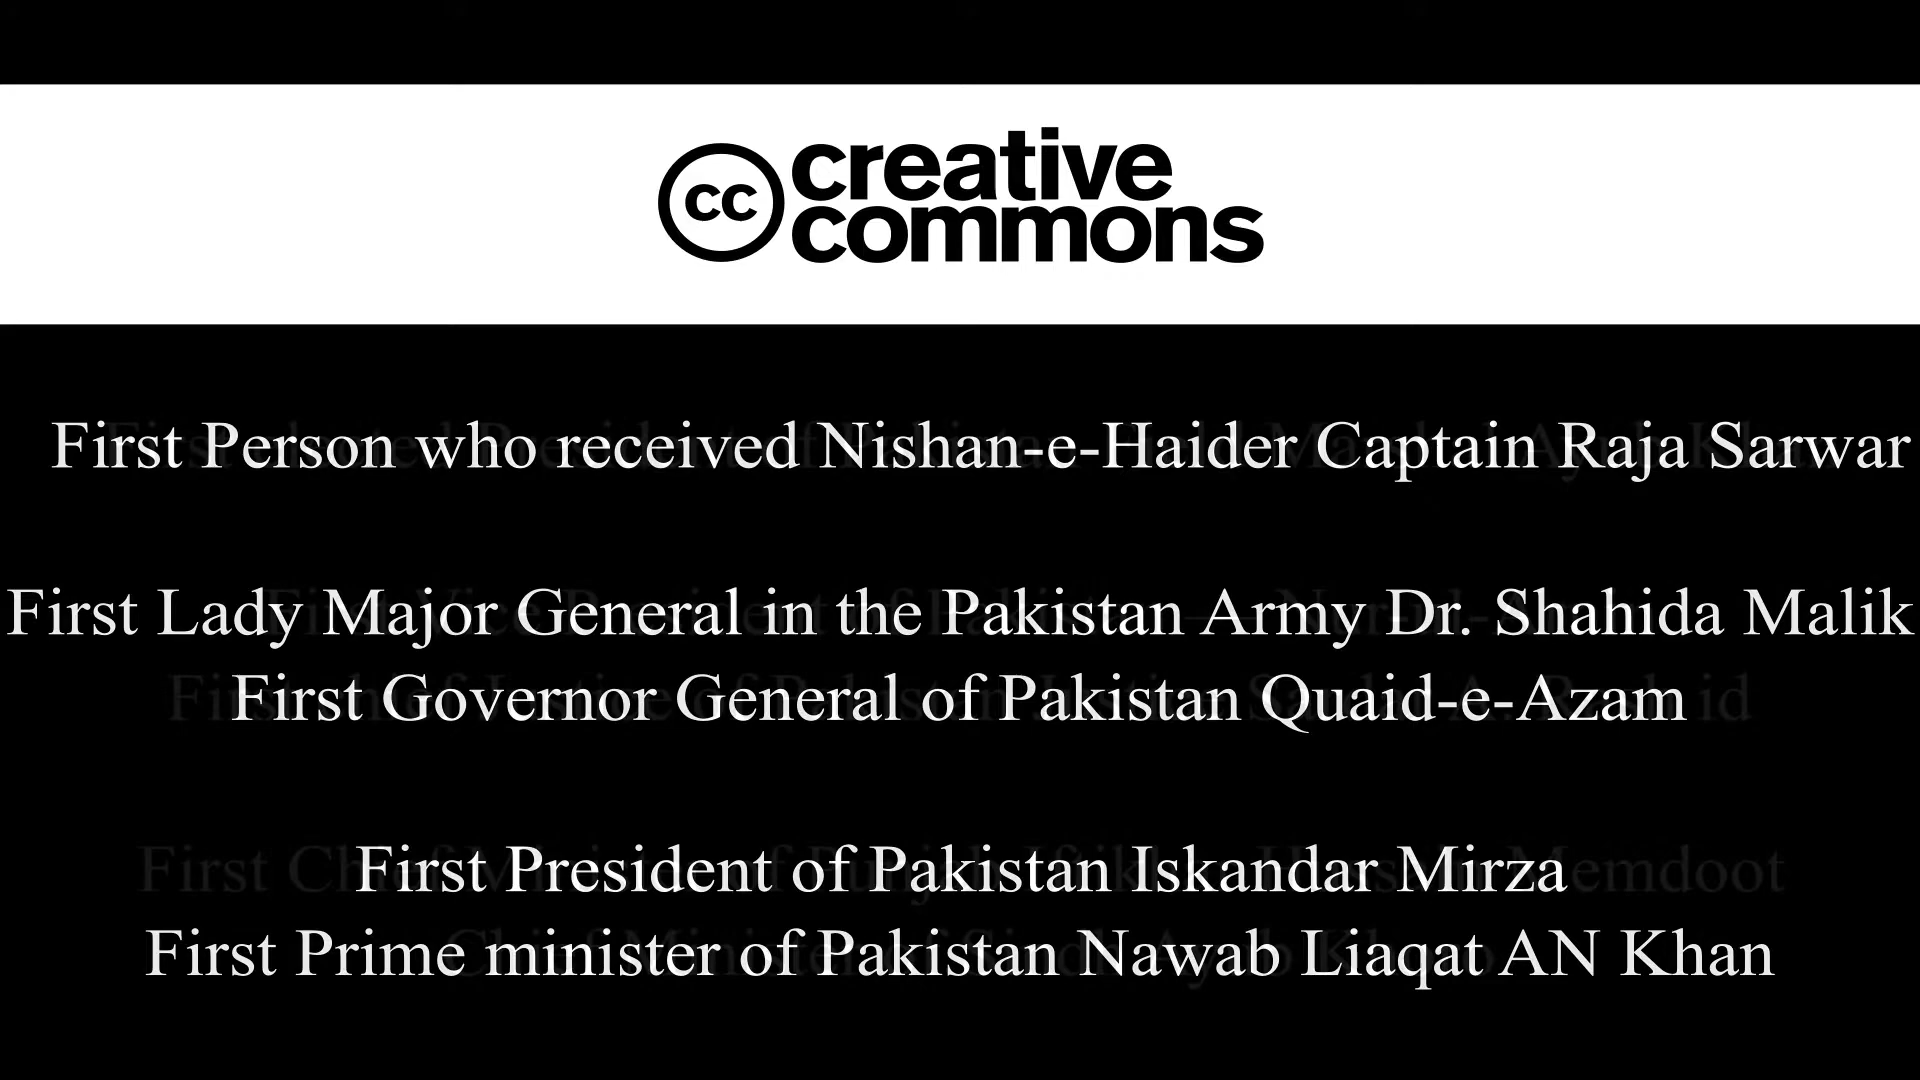 cc creative
commons
First Person who received Nishan-e-Haider Captain Raja Sarwar
First Lady Major General in the Pakistan Army Dr. Shahida Malik
First Governor General of Pakistan Quaid-e-Azam
First President of Pakistan Iskandar Mirza
First Prime minister of Pakistan Nawab Liaqat AN Khan